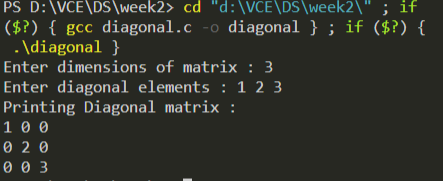 PS D:\VCE\DS\week2> cd "d:\VCE\DS\week2\" ; if
($?) { gcc diagonal.c -o diagonal } ; if ($?) {
.\diagonal }
Enter dimensions of matrix : 3
Enter diagonal elements : 1 2 3
Printing Diagonal matrix :
1 0 0
0 2 0
0 0 3